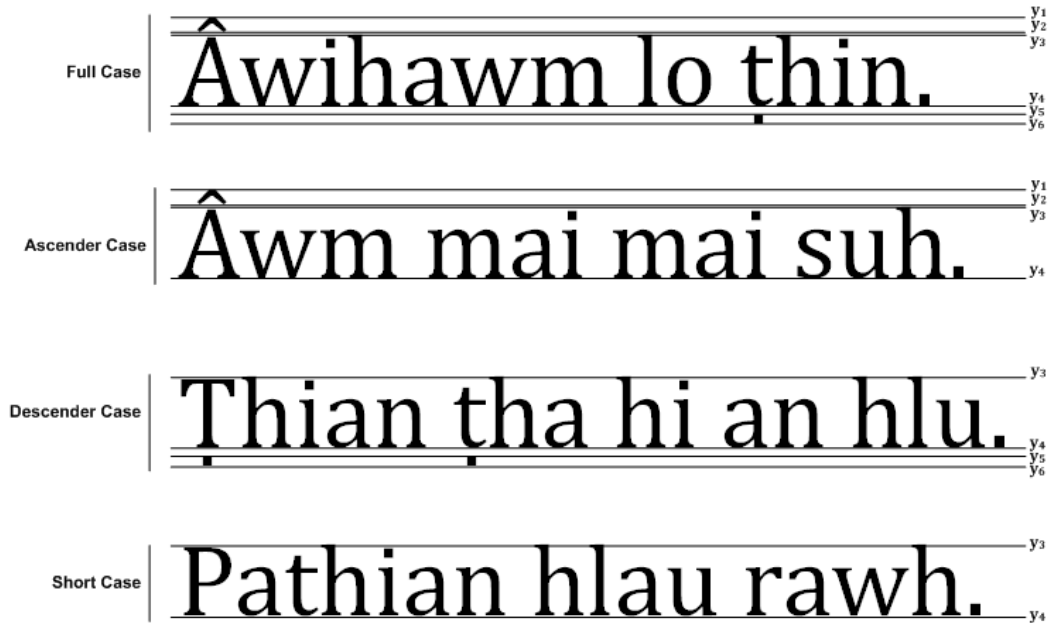 Full Case
Âwihawm lo ṭhin.
y₁
y₂
y₃
y₄
y₅
y₆
Ascender Case
Âwm mai mai suh.
y₁
y₂
y₃
y₄
Descender Case
Ṭhian ṭha hi an hlu.
y₃
y₄
y₅
y₆
Short Case
Pathian hlau rawh.
y₃
y₄